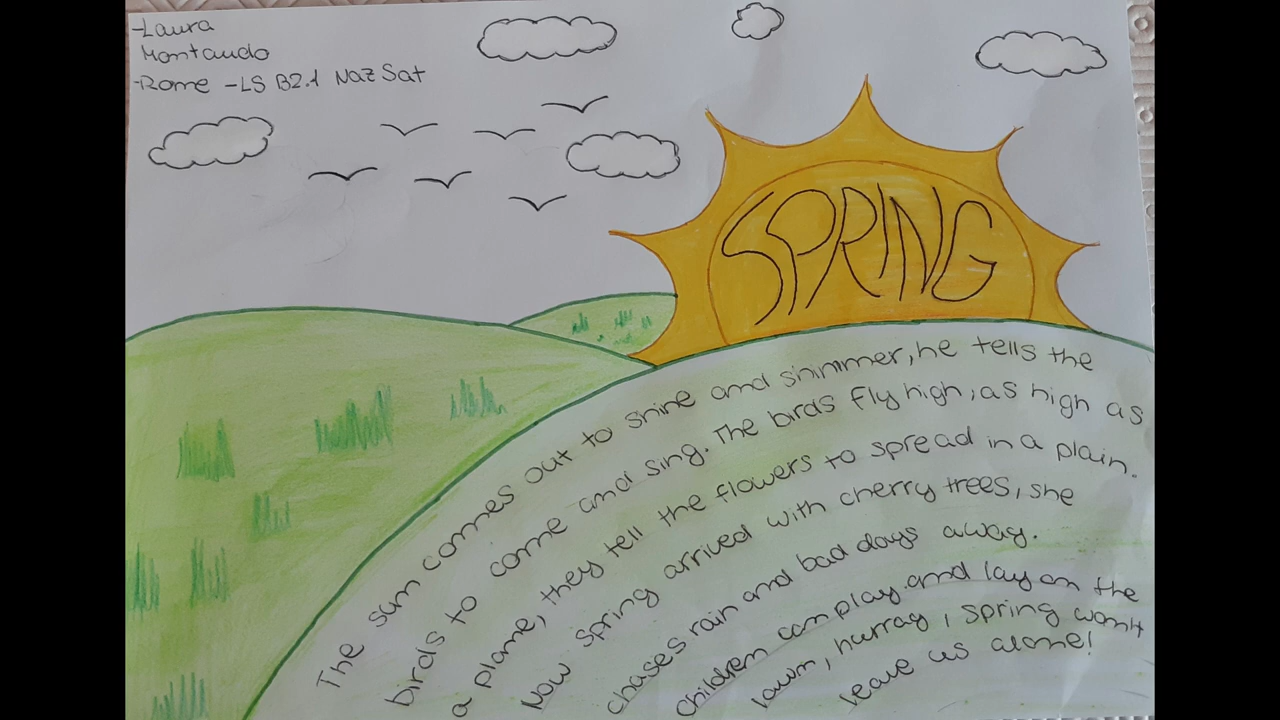 -Laura
Montaudo
-Rome -LS B2.1 Naz Sat
SPRING
The sun comes out to shine and shimmer, he tells the
birds to come and sing. The birds fly high, as high as
a plane, they tell the flowers to spread in a plain.
Now spring arrived with cherry trees, she
chases rain and bad days away.
Children can play and lay on the
lawn, hurray, spring won't
leave us alone!